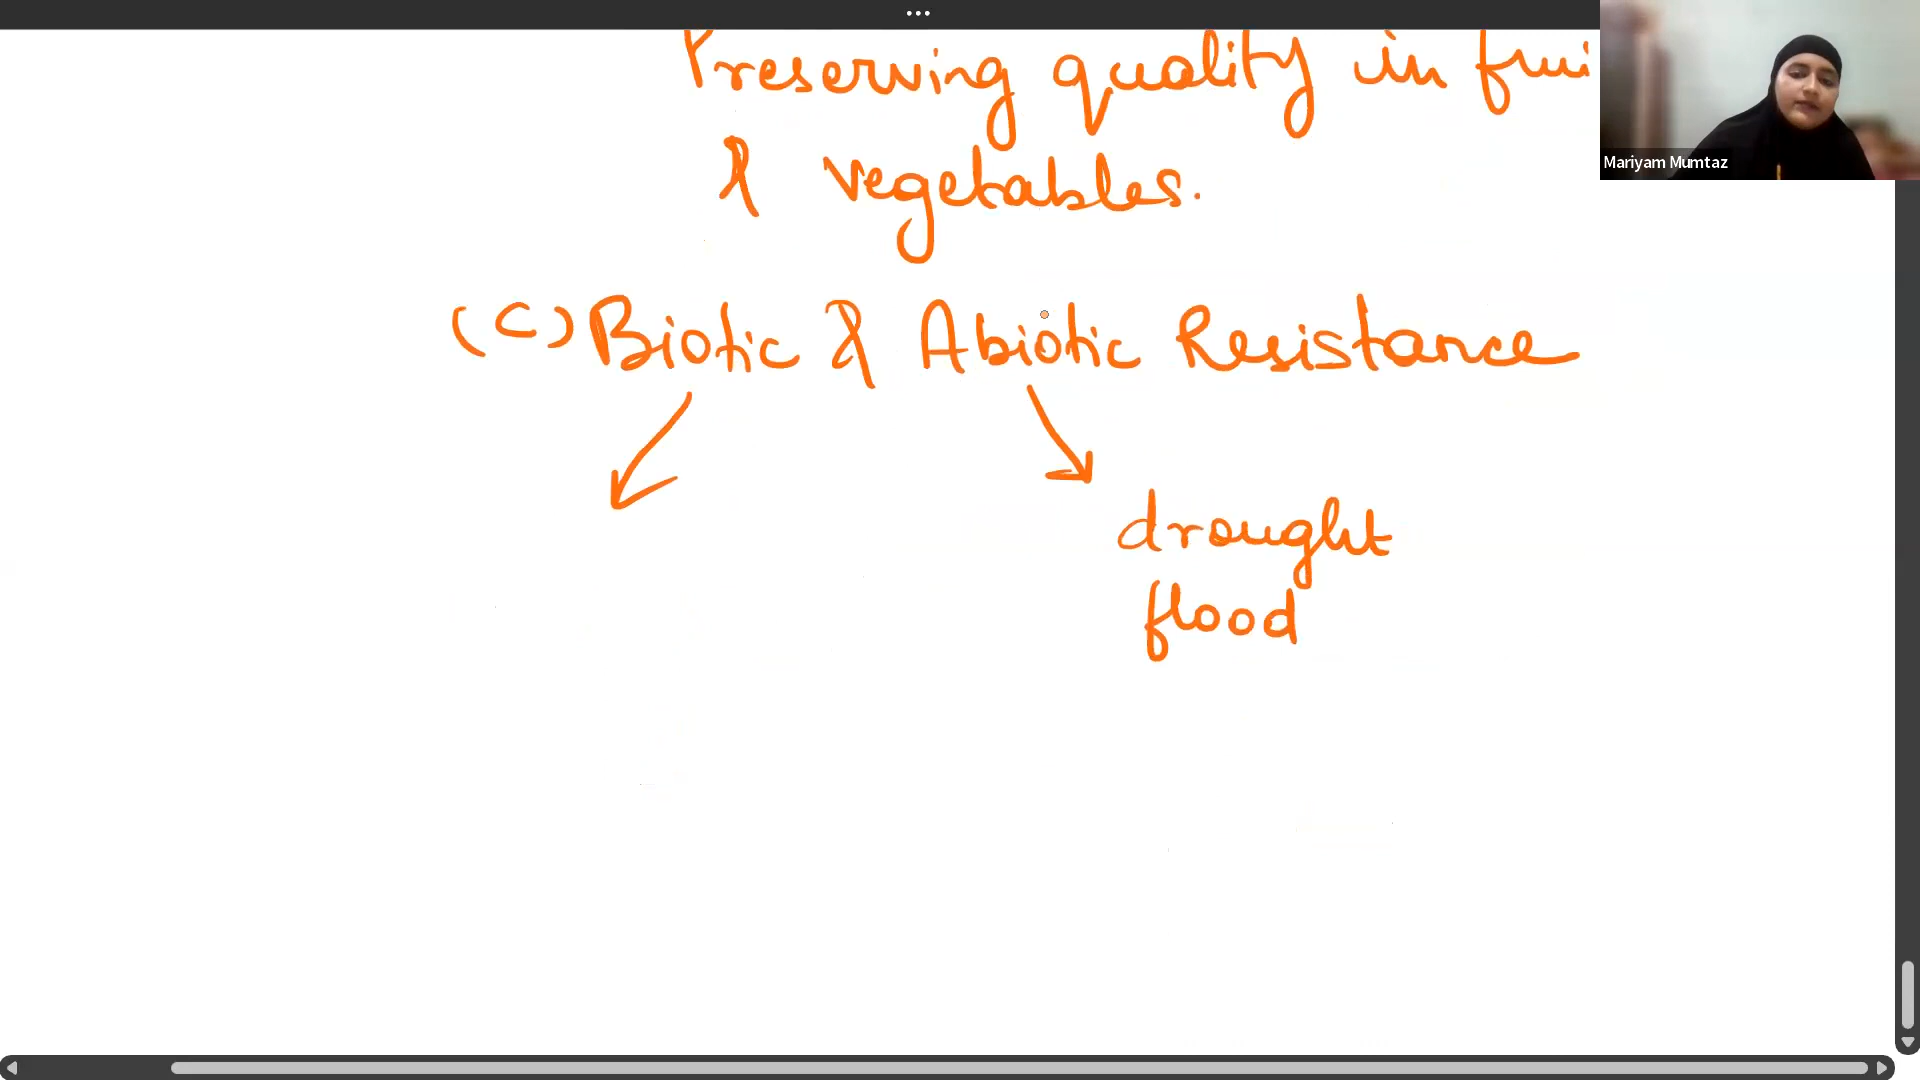 Preserving quality in frui
& vegetables.
Mariyam Mumtaz
(C) Biotic & Abiotic Resistance
drought
flood